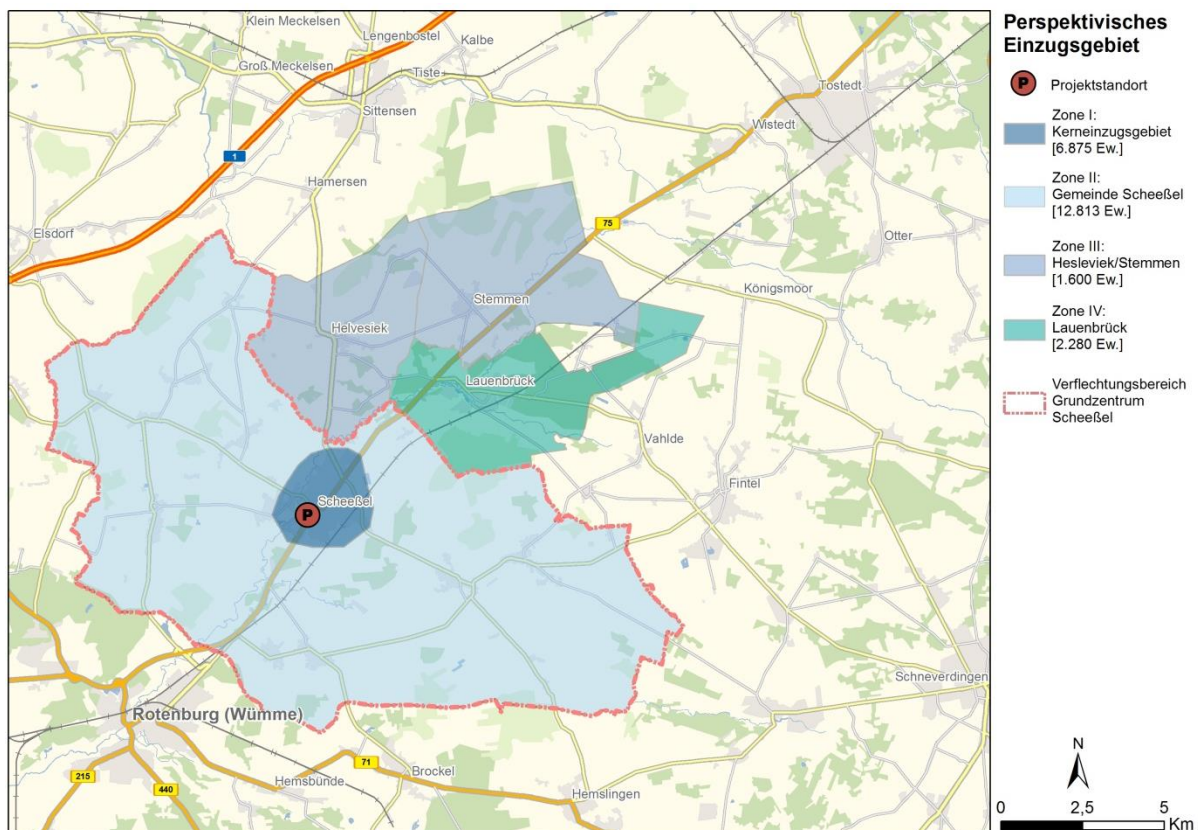 Klein Meckelsen
Lengenbostel
Kalbe
Groß Meckelsen
Tiste
Sittensen
Tostedt
Wistedt
1
Hamersen
Elsdorf
75
Otter
Königsmoor
Stemmen
Helvesiek
Lauenbrück
Vahlde
Fintel
Scheeßel
P
Schneverdingen
Rotenburg (Wümme)
71
215
Hemsbünde
Brockel
440
Hemslingen
Perspektivisches
Einzugsgebiet
P
Projektstandort
Zone I:
Kerneinzugsgebiet
[6.875 Ew.]
Zone II:
Gemeinde Scheeßel
[12.813 Ew.]
Zone III:
Hesleviek/Stemmen
[1.600 Ew.]
Zone IV:
Lauenbrück
[2.280 Ew.]
Verflechtungsbereich
Grundzentrum
Scheeßel
N
0 2,5 5
Km